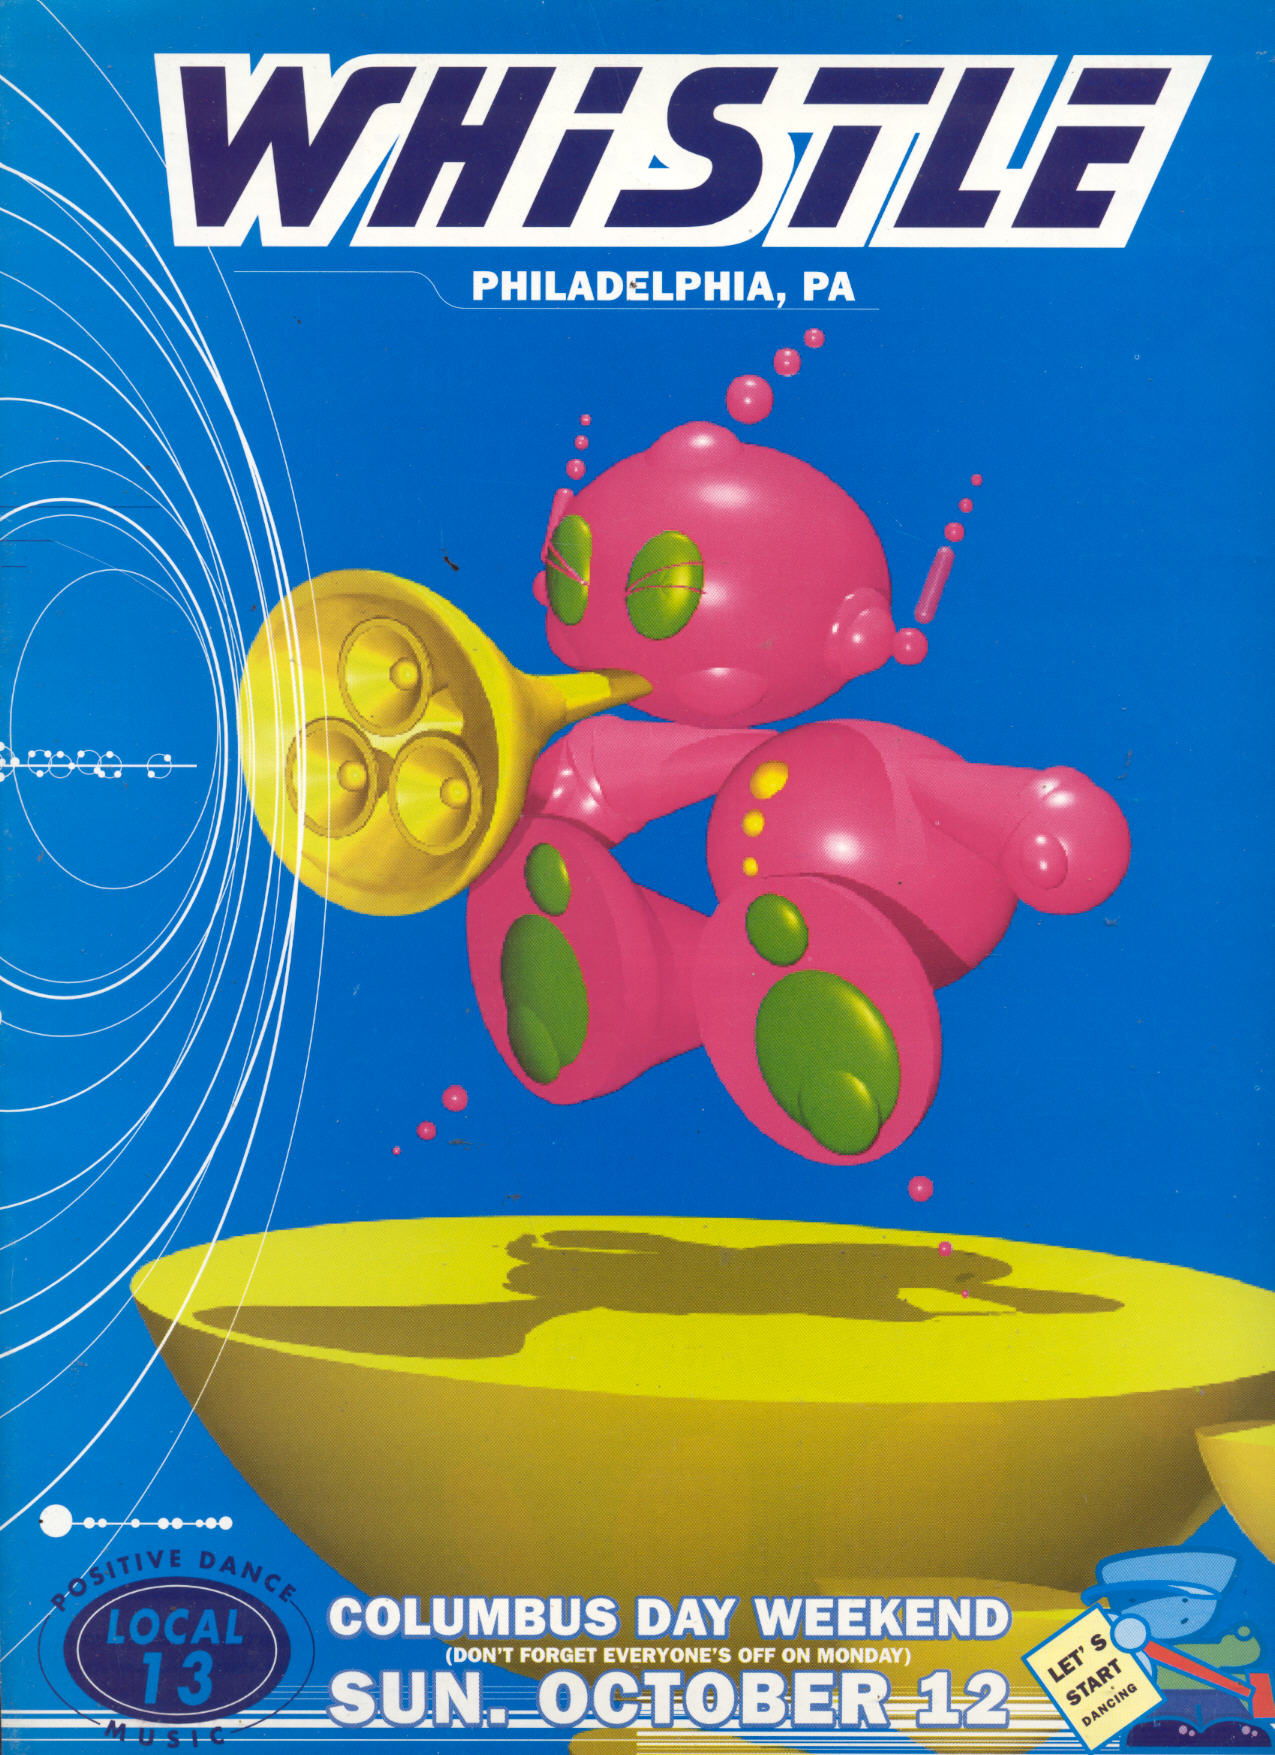 WHiSTLE
PHILADELPHIA, PA
POSITIVE DANCE
LOCAL
13
MUSIC
COLUMBUS DAY WEEKEND
(DON'T FORGET EVERYONE'S OFF ON MONDAY)
SUN. OCTOBER 12
LET'S
START
DANCING